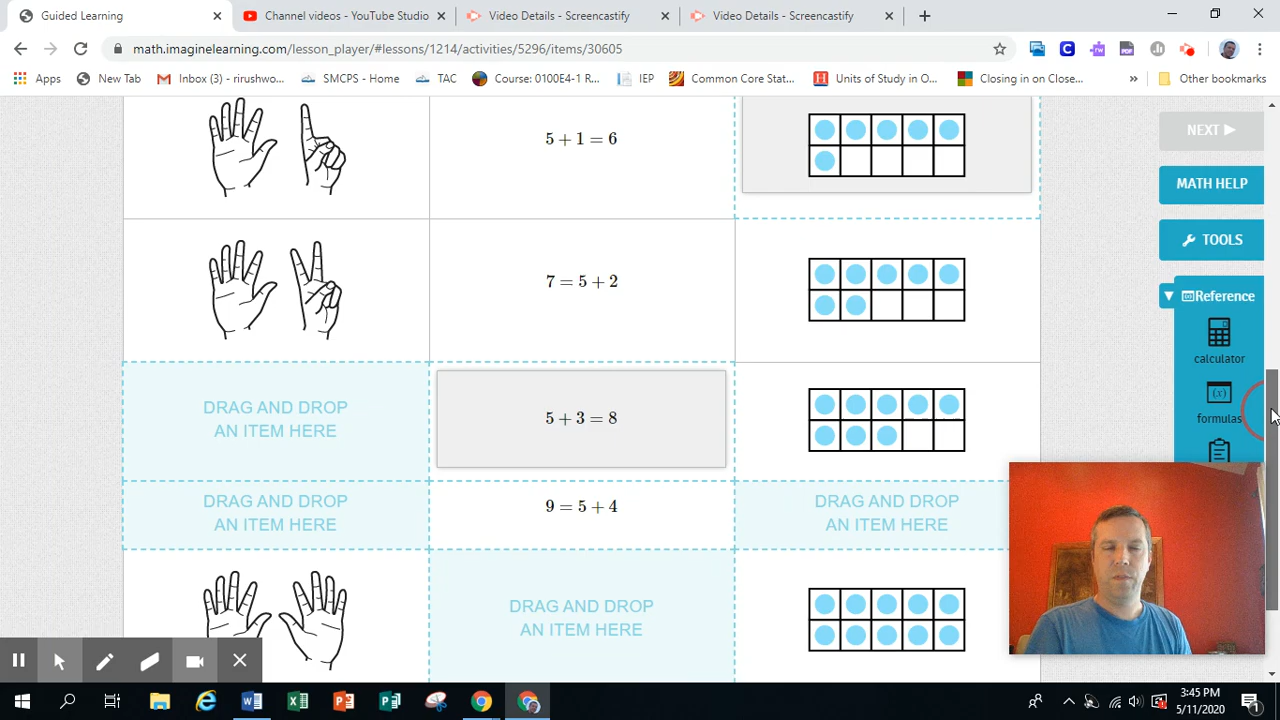 Guided Learning
Channel videos - YouTube Studio
Video Details - Screencastify
Video Details - Screencastify
math.imaginelearning.com/lesson_player/#lessons/1214/activities/5296/items/30605
Apps
New Tab
Inbox (3) - rirushwo...
SMCPS - Home
TAC
Course: 0100E4-1 R...
IEP
Common Core Stat...
Units of Study in O...
Closing in on Close...
»
Other bookmarks
5 + 1 = 6
NEXT
MATH HELP
TOOLS
Reference
calculator
formulas
7 = 5 + 2
DRAG AND DROP
AN ITEM HERE
5 + 3 = 8
DRAG AND DROP
AN ITEM HERE
9 = 5 + 4
DRAG AND DROP
AN ITEM HERE
DRAG AND DROP
AN ITEM HERE
3:45 PM
5/11/2020